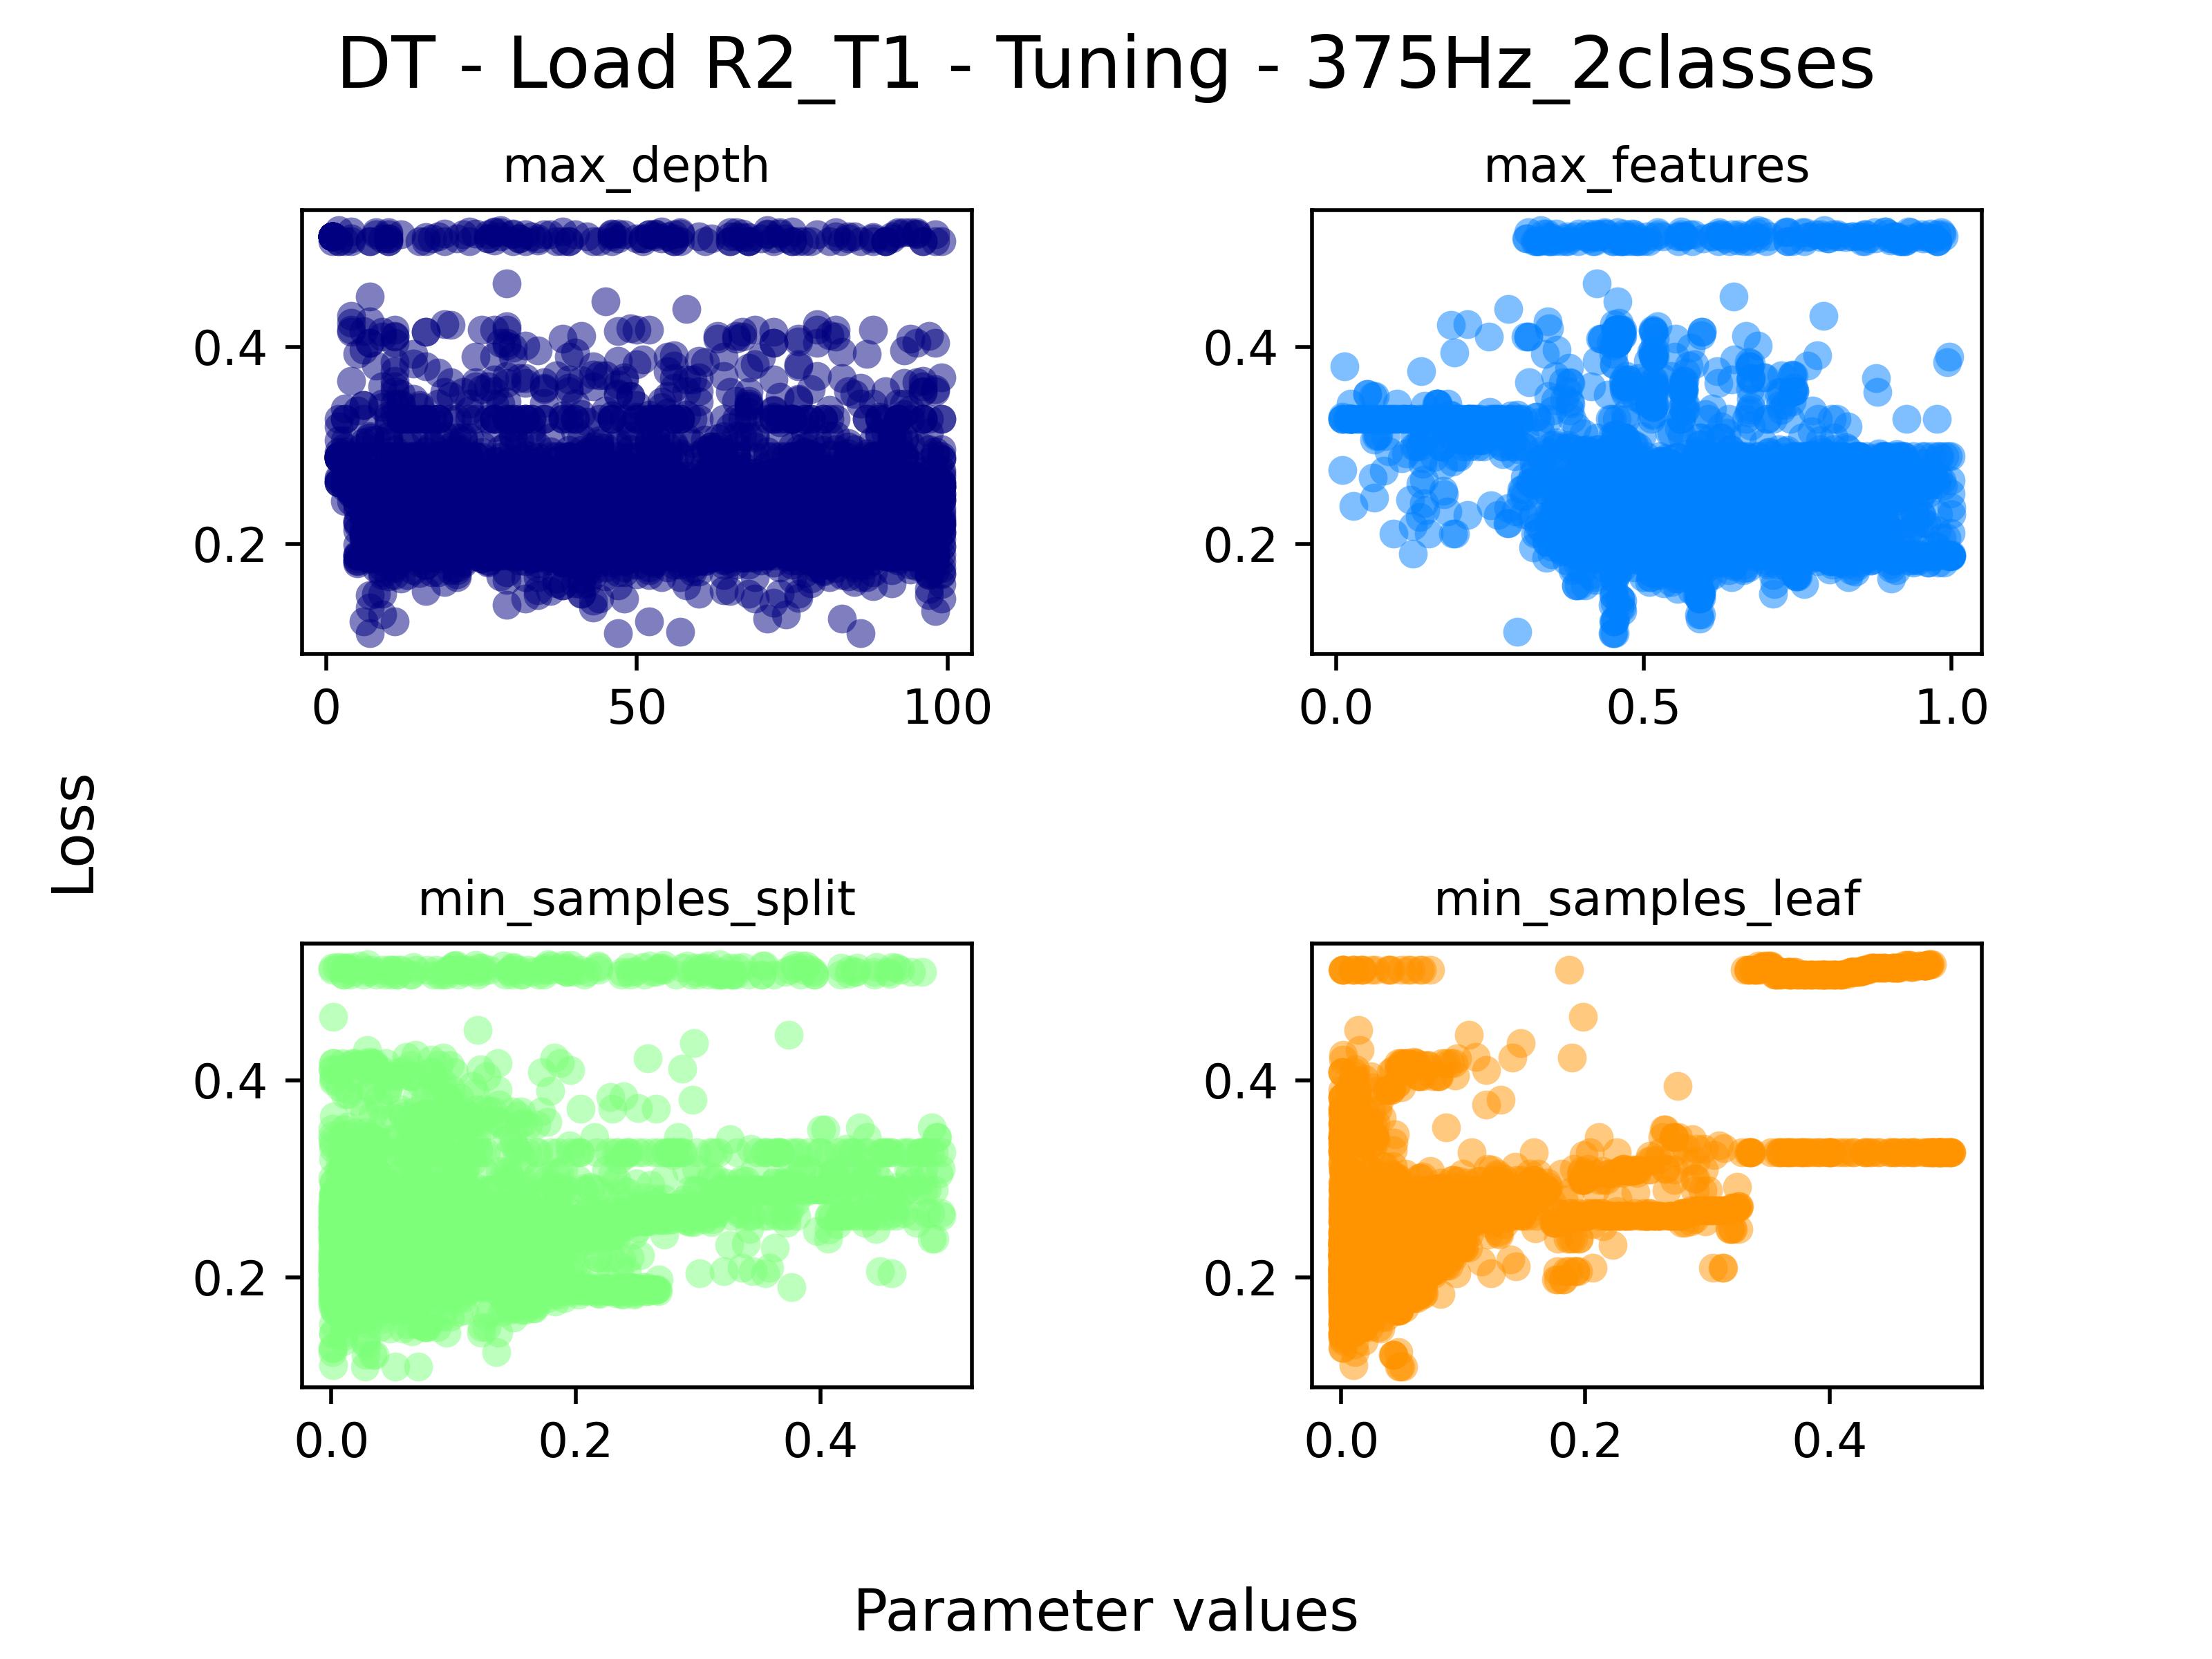 DT - Load R2_T1 - Tuning - 375Hz_2classes
max_depth
max_features
0.4
0.2
0
50
100
0.4
0.2
0.0
0.5
1.0
Loss
min_samples_split
min_samples_leaf
0.4
0.2
0.0
0.2
0.4
0.4
0.2
0.0
0.2
0.4
Parameter values